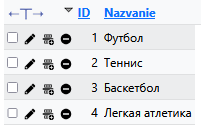 ID Nazvanie
1 Футбол
2 Теннис
3 Баскетбол
4 Легкая атлетика